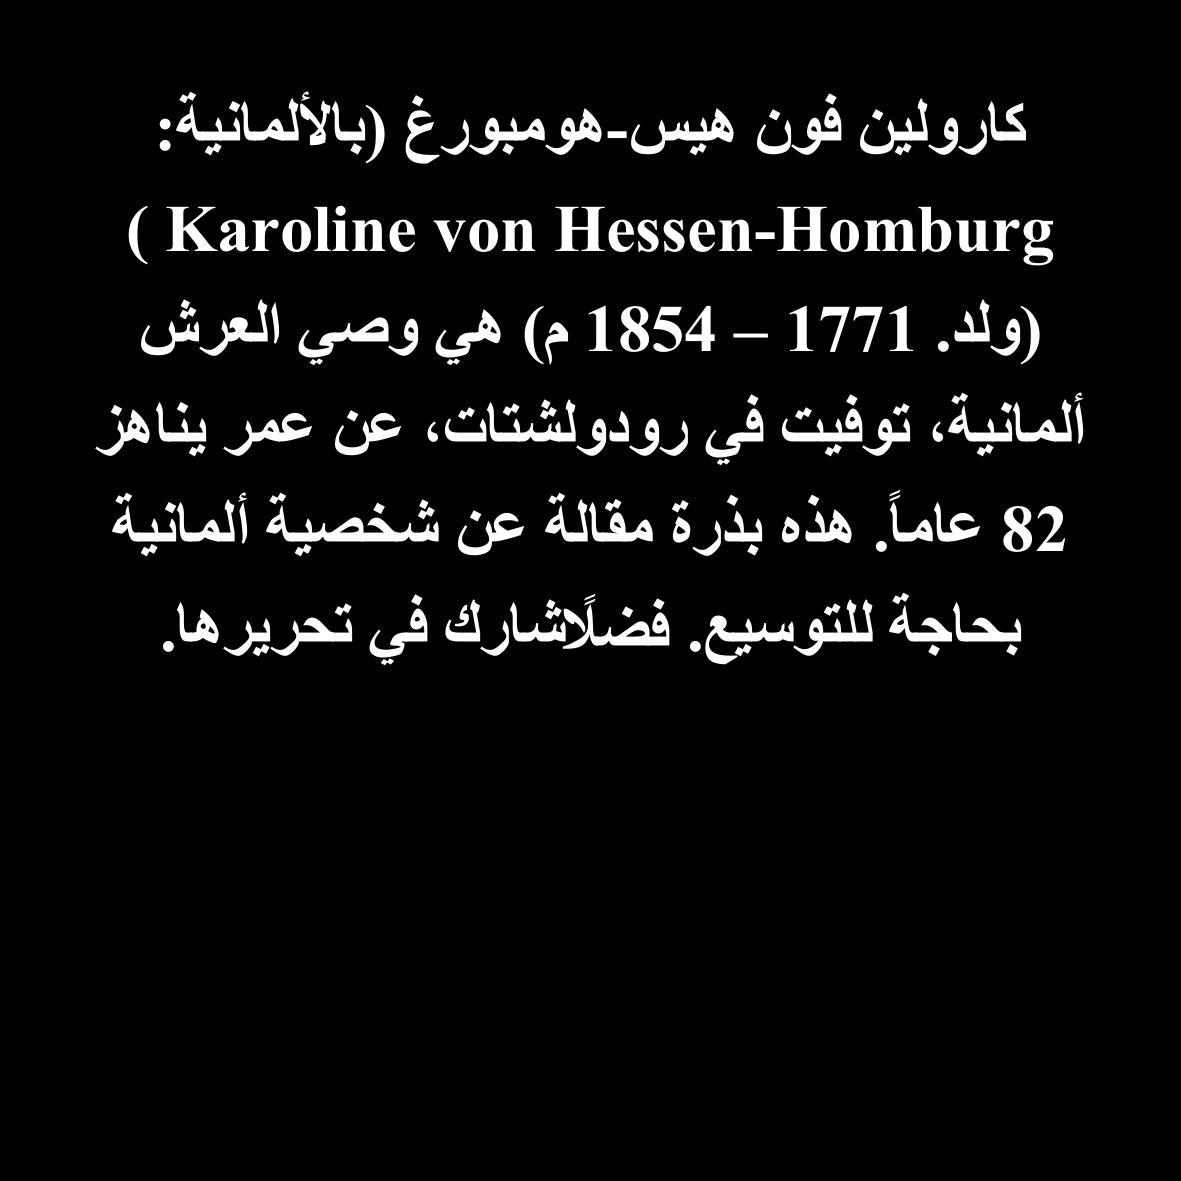 كارولين فون هيس-هومبورغ (بالألمانية:
Karoline von Hessen-Homburg )
(ولد. 1771 – 1854 م) هي وصي العرش
ألمانية، توفيت في رودولشتات، عن عمر يناهز
82 عاماً. هذه بذرة مقالة عن شخصية ألمانية
بحاجة للتوسيع. فضلًاشارك في تحريرها.